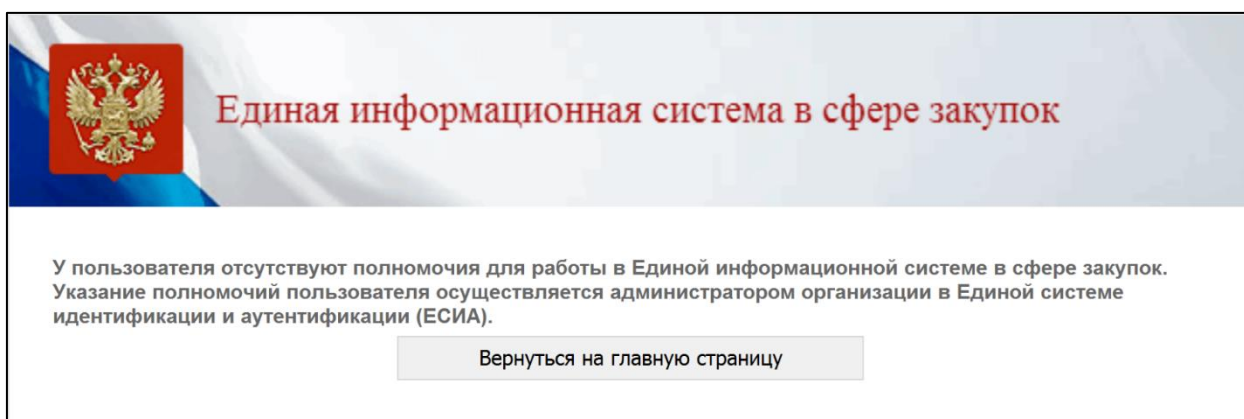 Единая информационная система в сфере закупок
У пользователя отсутствуют полномочия для работы в Единой информационной системе в сфере закупок.
Указание полномочий пользователя осуществляется администратором организации в Единой системе
идентификации и аутентификации (ЕСИА).
Вернуться на главную страницу